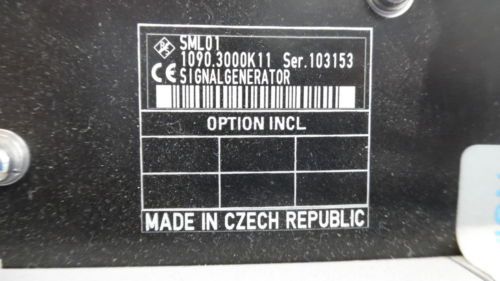 SML01
1090.3000K11 Ser.103153
CE SIGNALGENERATOR
OPTION INCL.
MADE IN CZECH REPUBLIC